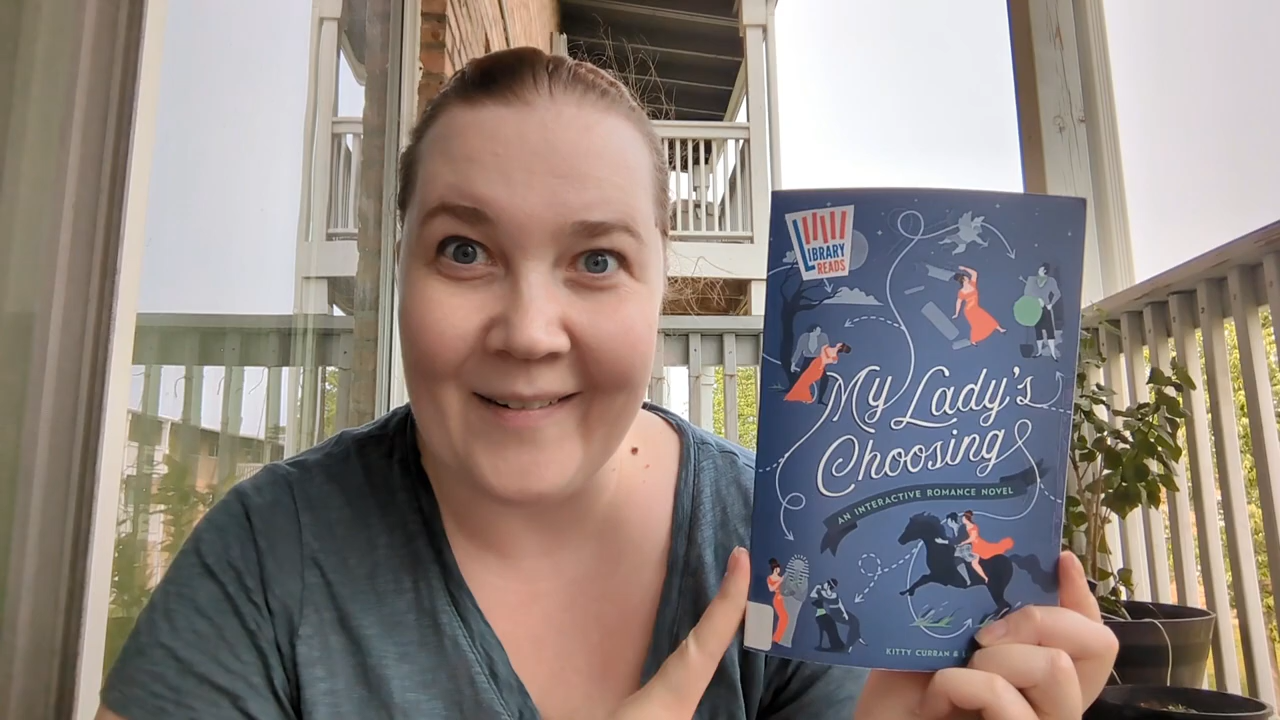 LIBRARY
READS
My Lady's
Choosing
AN INTERACTIVE ROMANCE NOVEL
KITTY CURRAN &